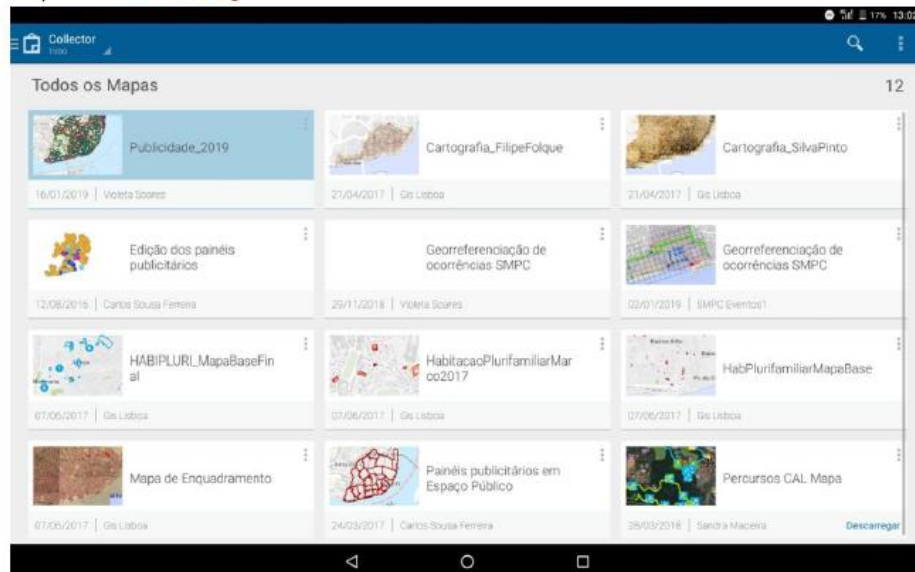 17% 13:02
Collector
TUDO
Todos os Mapas
12
Publicidade_2019
16/01/2019 | Violeta Soares
Cartografia_FilipeFolque
21/04/2017 | Gis Lisboa
Cartografia_SilvaPinto
21/04/2017 | Gis Lisboa
Edição dos painéis
publicitários
12/08/2016 | Carlos Sousa Ferreira
Georreferenciação de
ocorrências SMPC
29/11/2018 | Violeta Soares
Georreferenciação de
ocorrências SMPC
02/01/2019 | SMPC Eventos1
HABIPLURI_MapaBaseFin
al
07/06/2017 | Gis Lisboa
HabitacaoPlurifamiliarMar
co2017
07/06/2017 | Gis Lisboa
HabPlurifamiliarMapaBase
07/06/2017 | Gis Lisboa
Mapa de Enquadramento
07/06/2017 | Gis Lisboa
Painéis publicitários em
Espaço Público
24/03/2017 | Carlos Sousa Ferreira
Percursos CAL Mapa
28/03/2018 | Sandra Macieira
Descarregar